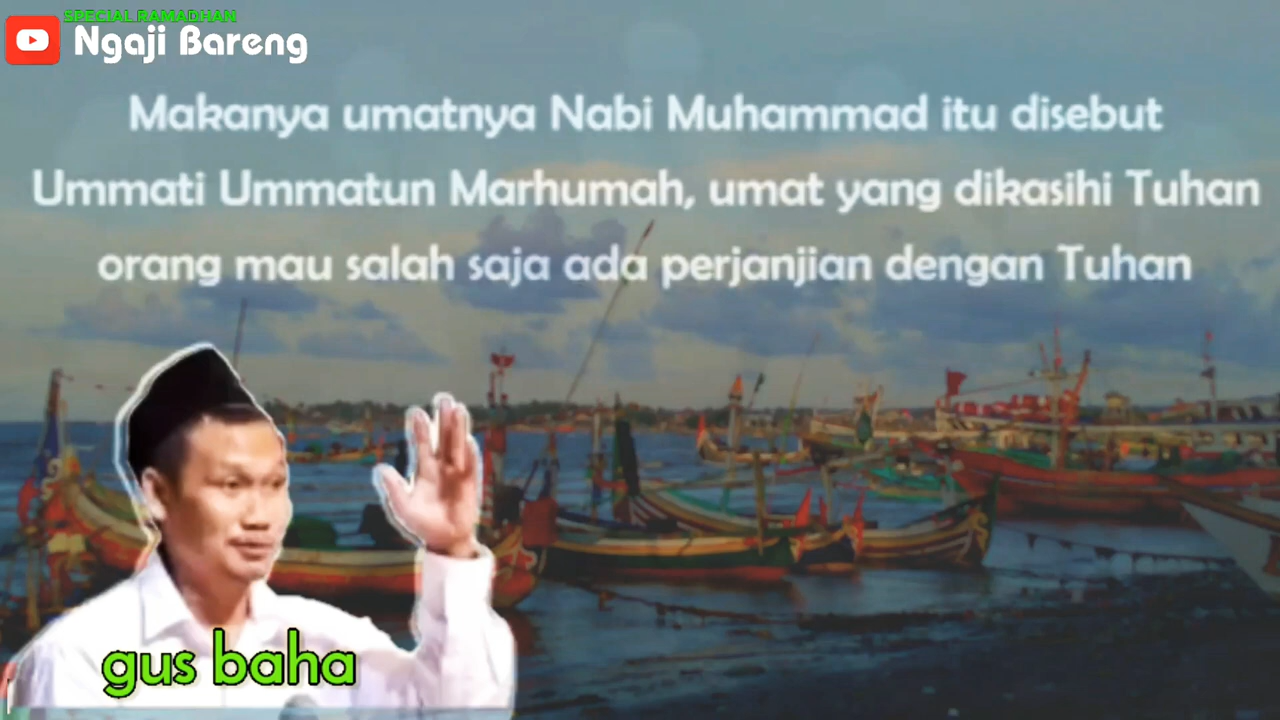 SPECIAL RAMADHAN
Ngaji Bareng
Makanya umatnya Nabi Muhammad itu disebut
Ummati Ummatun Marhumah, umat yang dikasihi Tuhan
orang mau salah saja ada perjanjian dengan Tuhan
gus baha